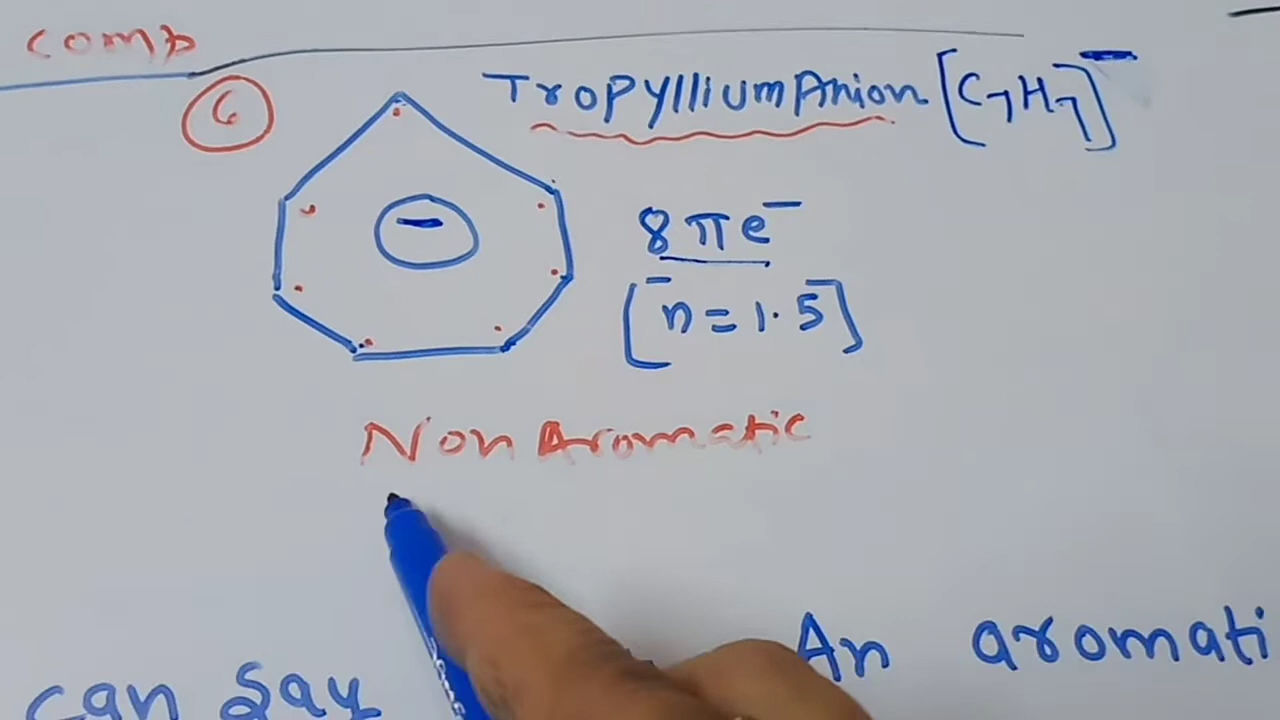 comp
6
Tropyllium Anion [C7H7]−
−
8πe−
[n=1.5]
Non Aromatic
An aromati
can say